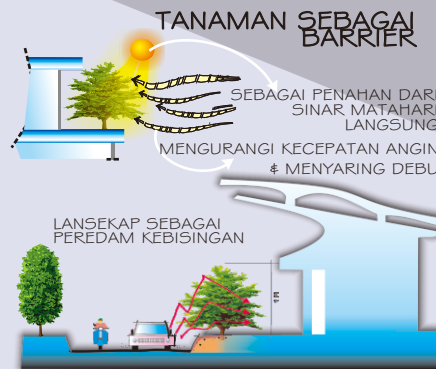 TANAMAN SEBAGAI
BARRIER
SEBAGAI PENAHAN DARI
SINAR MATAHARI
LANGSUNG
MENGURANGI KECEPATAN ANGIN
& MENYARING DEBU
LANSEKAP SEBAGAI
PEREDAM KEBISINGAN
1M